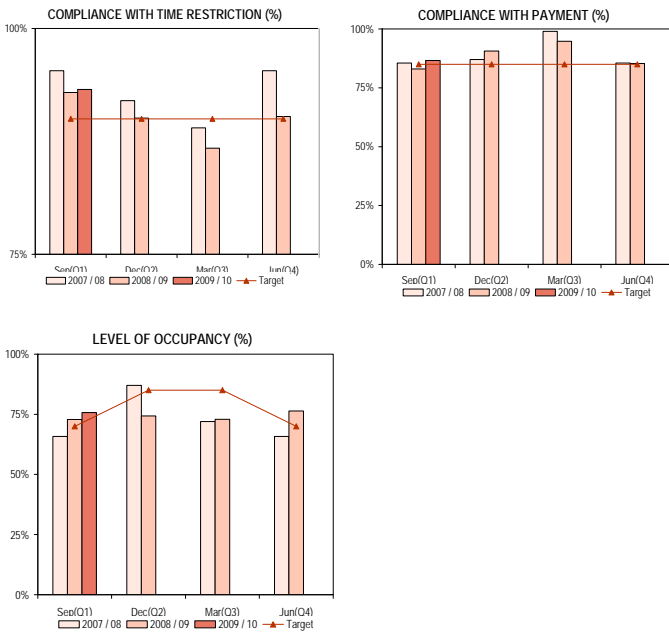 COMPLIANCE WITH TIME RESTRICTION (%)
100%
75%
Sep(Q1) Dec(Q2) Mar(Q3) Jun(Q4)
2007 / 08 2008 / 09 2009 / 10 Target
COMPLIANCE WITH PAYMENT (%)
100%
75%
50%
25%
0%
Sep(Q1) Dec(Q2) Mar(Q3) Jun(Q4)
2007 / 08 2008 / 09 2009 / 10 Target
LEVEL OF OCCUPANCY (%)
100%
75%
50%
25%
0%
Sep(Q1) Dec(Q2) Mar(Q3) Jun(Q4)
2007 / 08 2008 / 09 2009 / 10 Target